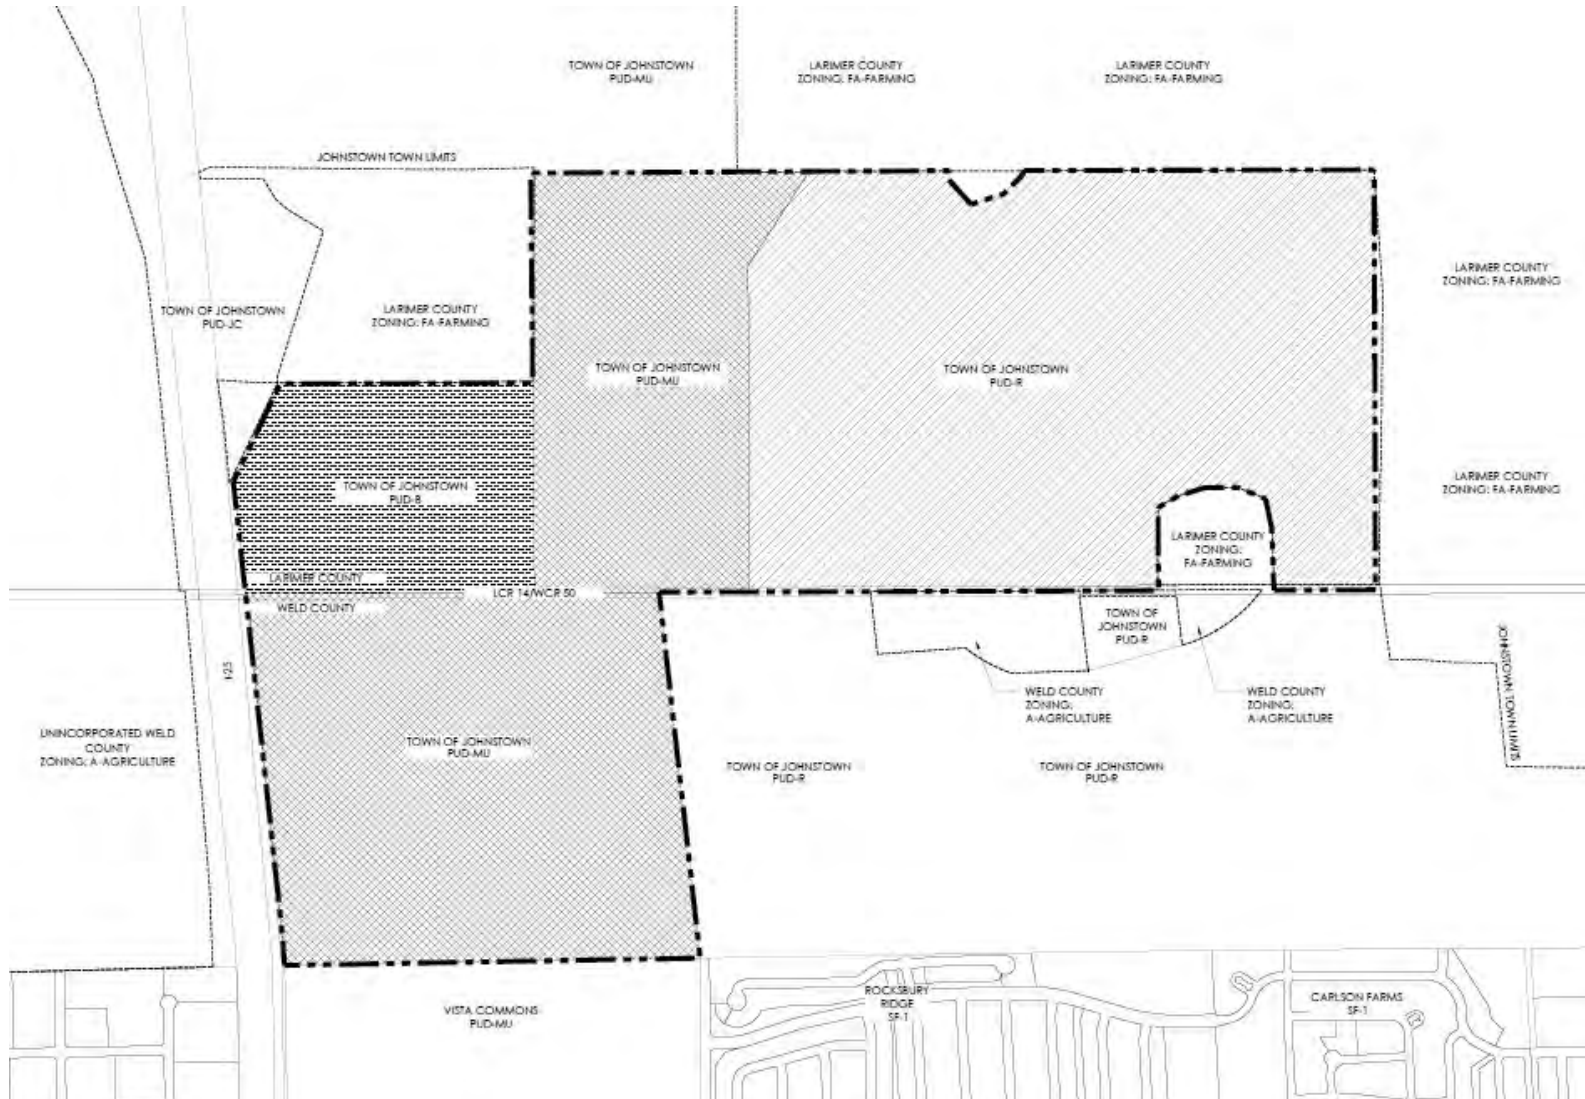 TOWN OF JOHNSTOWN
PUD-MU
LARIMER COUNTY
ZONING: FA-FARMING
LARIMER COUNTY
ZONING: FA-FARMING
JOHNSTOWN TOWN LIMITS
LARIMER COUNTY
ZONING: FA-FARMING
TOWN OF JOHNSTOWN
PUD-JC
LARIMER COUNTY
ZONING: FA-FARMING
TOWN OF JOHNSTOWN
PUD-MU
TOWN OF JOHNSTOWN
PUD-R
TOWN OF JOHNSTOWN
PUD-B
LARIMER COUNTY
ZONING: FA-FARMING
LARIMER COUNTY
ZONING:
FA-FARMING
LARIMER COUNTY
WELD COUNTY
LCR 14/WCR 50
TOWN OF
JOHNSTOWN
PUD-R
I-25
JOHNSTOWN TOWN LIMITS
WELD COUNTY
ZONING:
A-AGRICULTURE
WELD COUNTY
ZONING:
A-AGRICULTURE
UNINCORPORATED WELD
COUNTY
ZONING: A-AGRICULTURE
TOWN OF JOHNSTOWN
PUD-MU
TOWN OF JOHNSTOWN
PUD-R
TOWN OF JOHNSTOWN
PUD-R
VISTA COMMONS
PUD-MU
ROCKSBURY
RIDGE
SF-1
CARLSON FARMS
SF-1